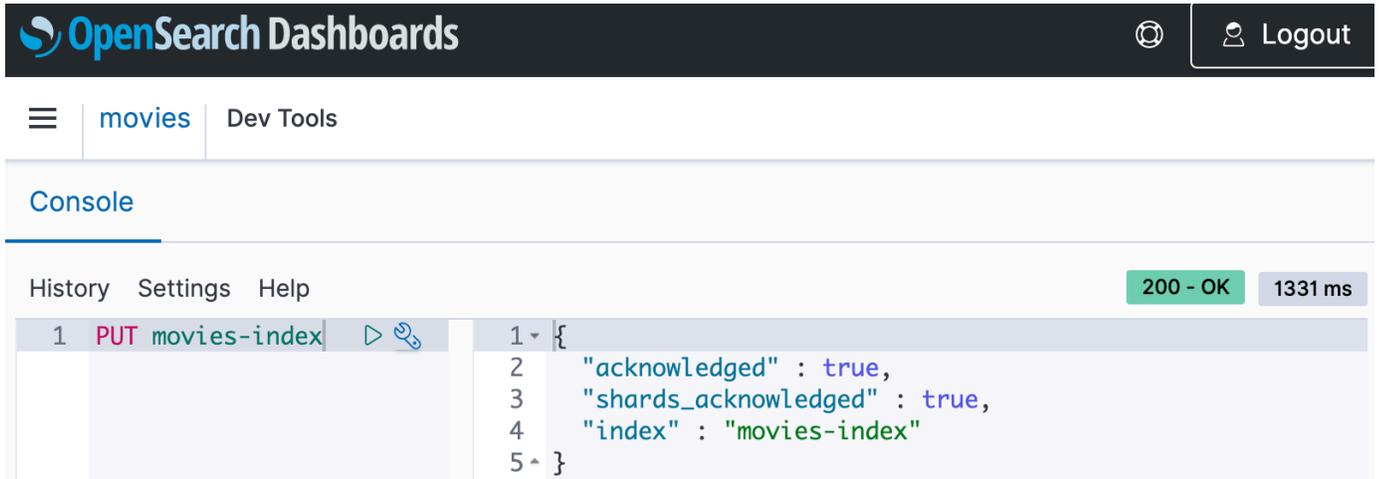 OpenSearch Dashboards Logout
movies Dev Tools
Console
History Settings Help 200 - OK 1331 ms
1 PUT movies-index
1 {
2 "acknowledged" : true,
3 "shards_acknowledged" : true,
4 "index" : "movies-index"
5 }